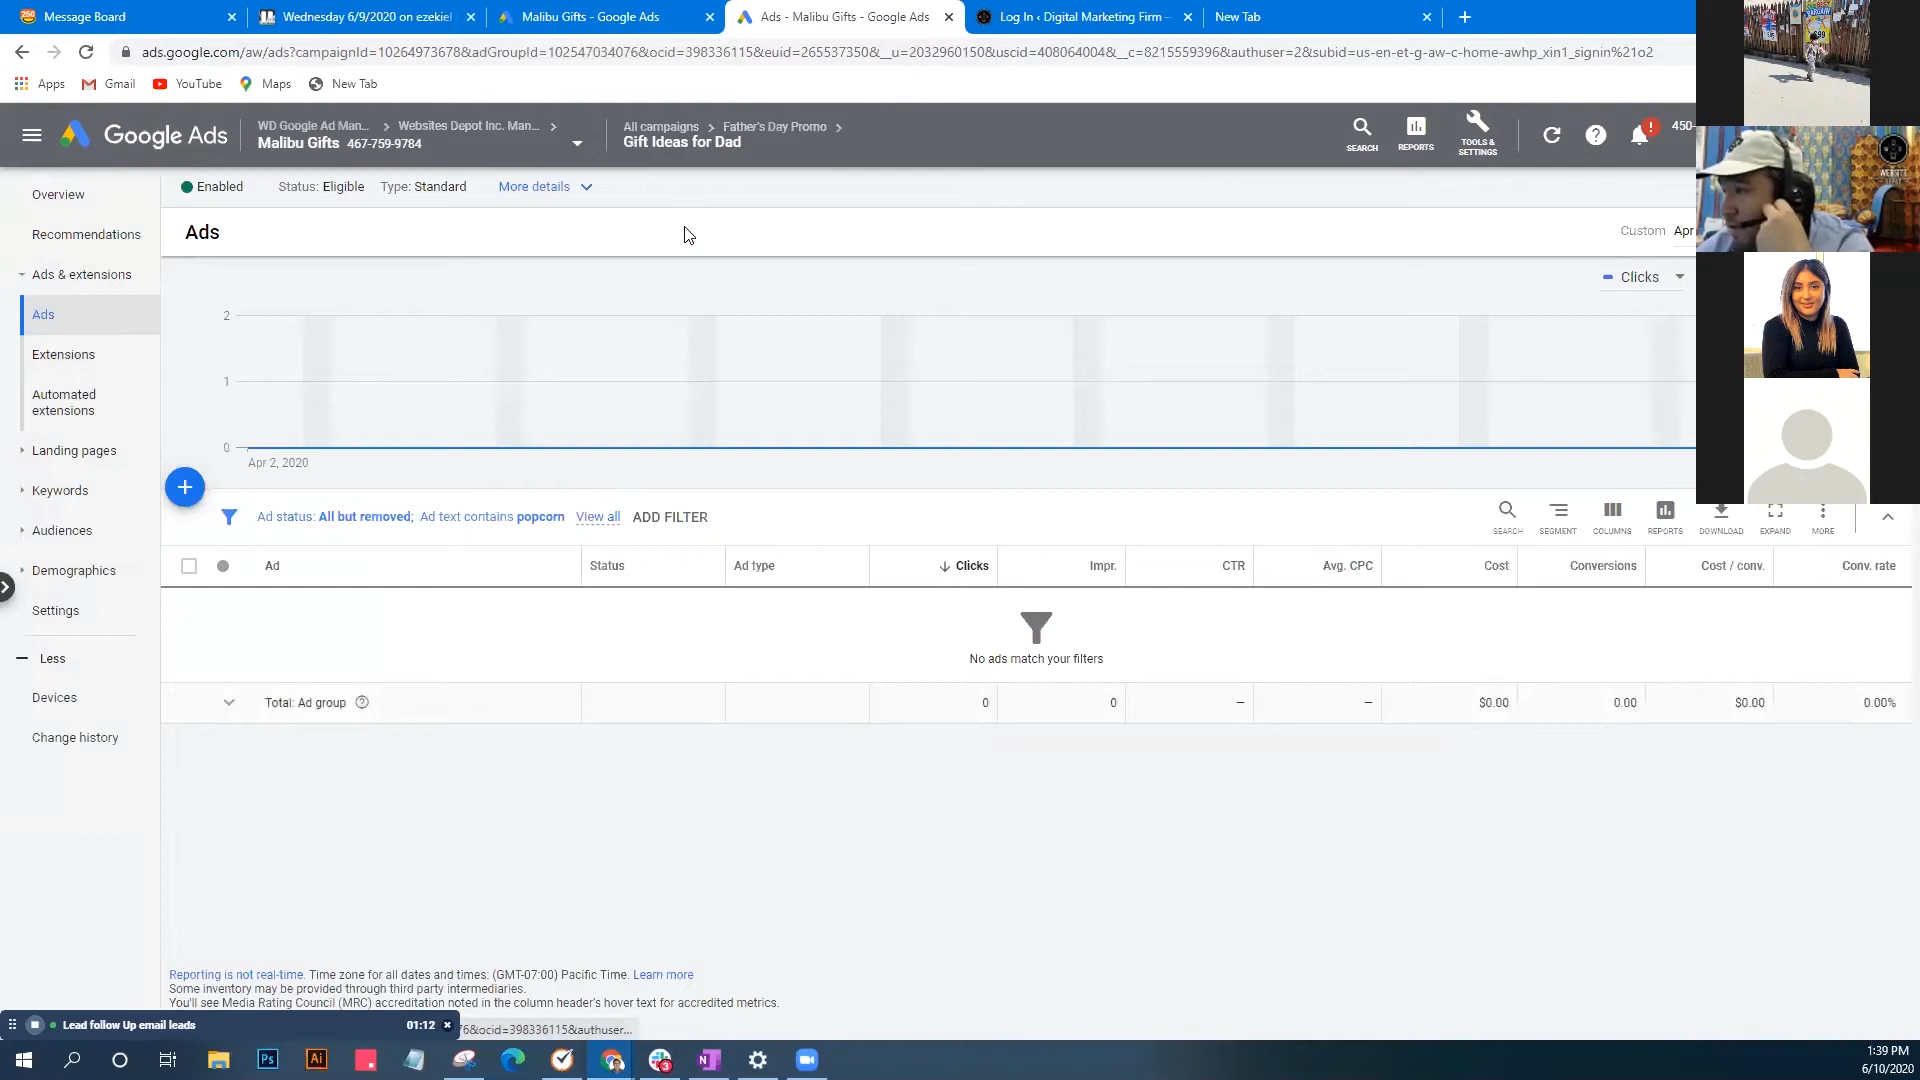 Message Board
Wednesday 6/9/2020 on ezekiel
Malibu Gifts - Google Ads
Ads - Malibu Gifts - Google Ads
Log In ‹ Digital Marketing Firm –
New Tab
ads.google.com/aw/ads?campaignId=10264973678&adGroupId=102547034076&ocid=398336115&euid=265537350&__u=2032960150&uscid=408064004&__c=8215559396&authuser=2&subid=us-en-et-g-aw-c-home-awhp_xin1_signin%21o2
Apps
Gmail
YouTube
Maps
New Tab
Google Ads
WD Google Ad Man...
Websites Depot Inc. Man...
Malibu Gifts 467-759-9784
All campaigns
Father's Day Promo
Gift Ideas for Dad
SEARCH
REPORTS
TOOLS &
SETTINGS
450-
Overview
Recommendations
Ads & extensions
Ads
Extensions
Automated
extensions
Landing pages
Keywords
Audiences
Demographics
Settings
Less
Devices
Change history
Enabled
Status: Eligible
Type: Standard
More details
Ads
Custom Apr
Clicks
2
1
0
Apr 2, 2020
Ad status: All but removed; Ad text contains popcorn View all ADD FILTER
SEARCH
SEGMENT
COLUMNS
REPORTS
DOWNLOAD
EXPAND
MORE
Ad
Status
Ad type
Clicks
Impr.
CTR
Avg. CPC
Cost
Conversions
Cost / conv.
Conv. rate
No ads match your filters
Total: Ad group
0
0
–
–
$0.00
0.00
$0.00
0.00%
Reporting is not real-time. Time zone for all dates and times: (GMT-07:00) Pacific Time. Learn more
Some inventory may be provided through third party intermediaries.
You'll see Media Rating Council (MRC) accreditation noted in the column header's hover text for accredited metrics.
Lead follow Up email leads
01:12
76&ocid=398336115&authuser...
1:39 PM
6/10/2020